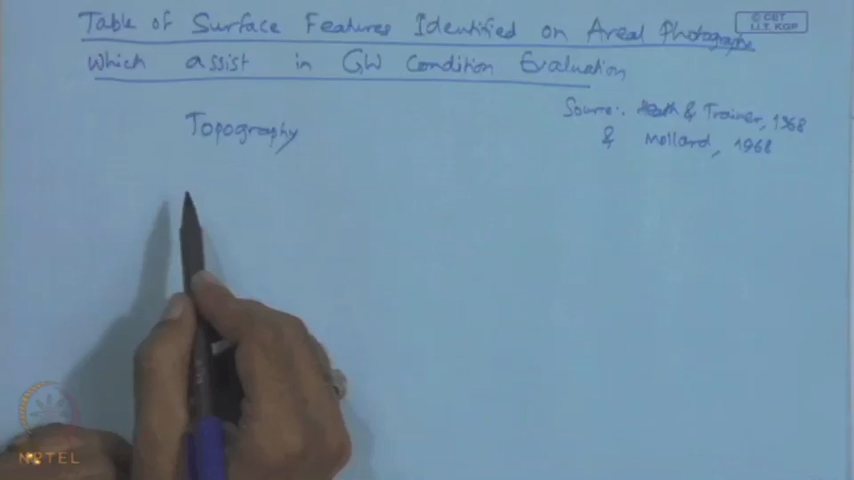 Table of Surface Features Identified on Areal Photographs
© CET
I.I.T. KGP
which assist in GW Condition Evaluation
Source:. Heath & Trainer, 1968
& Mollard, 1968
Topography
NPTEL